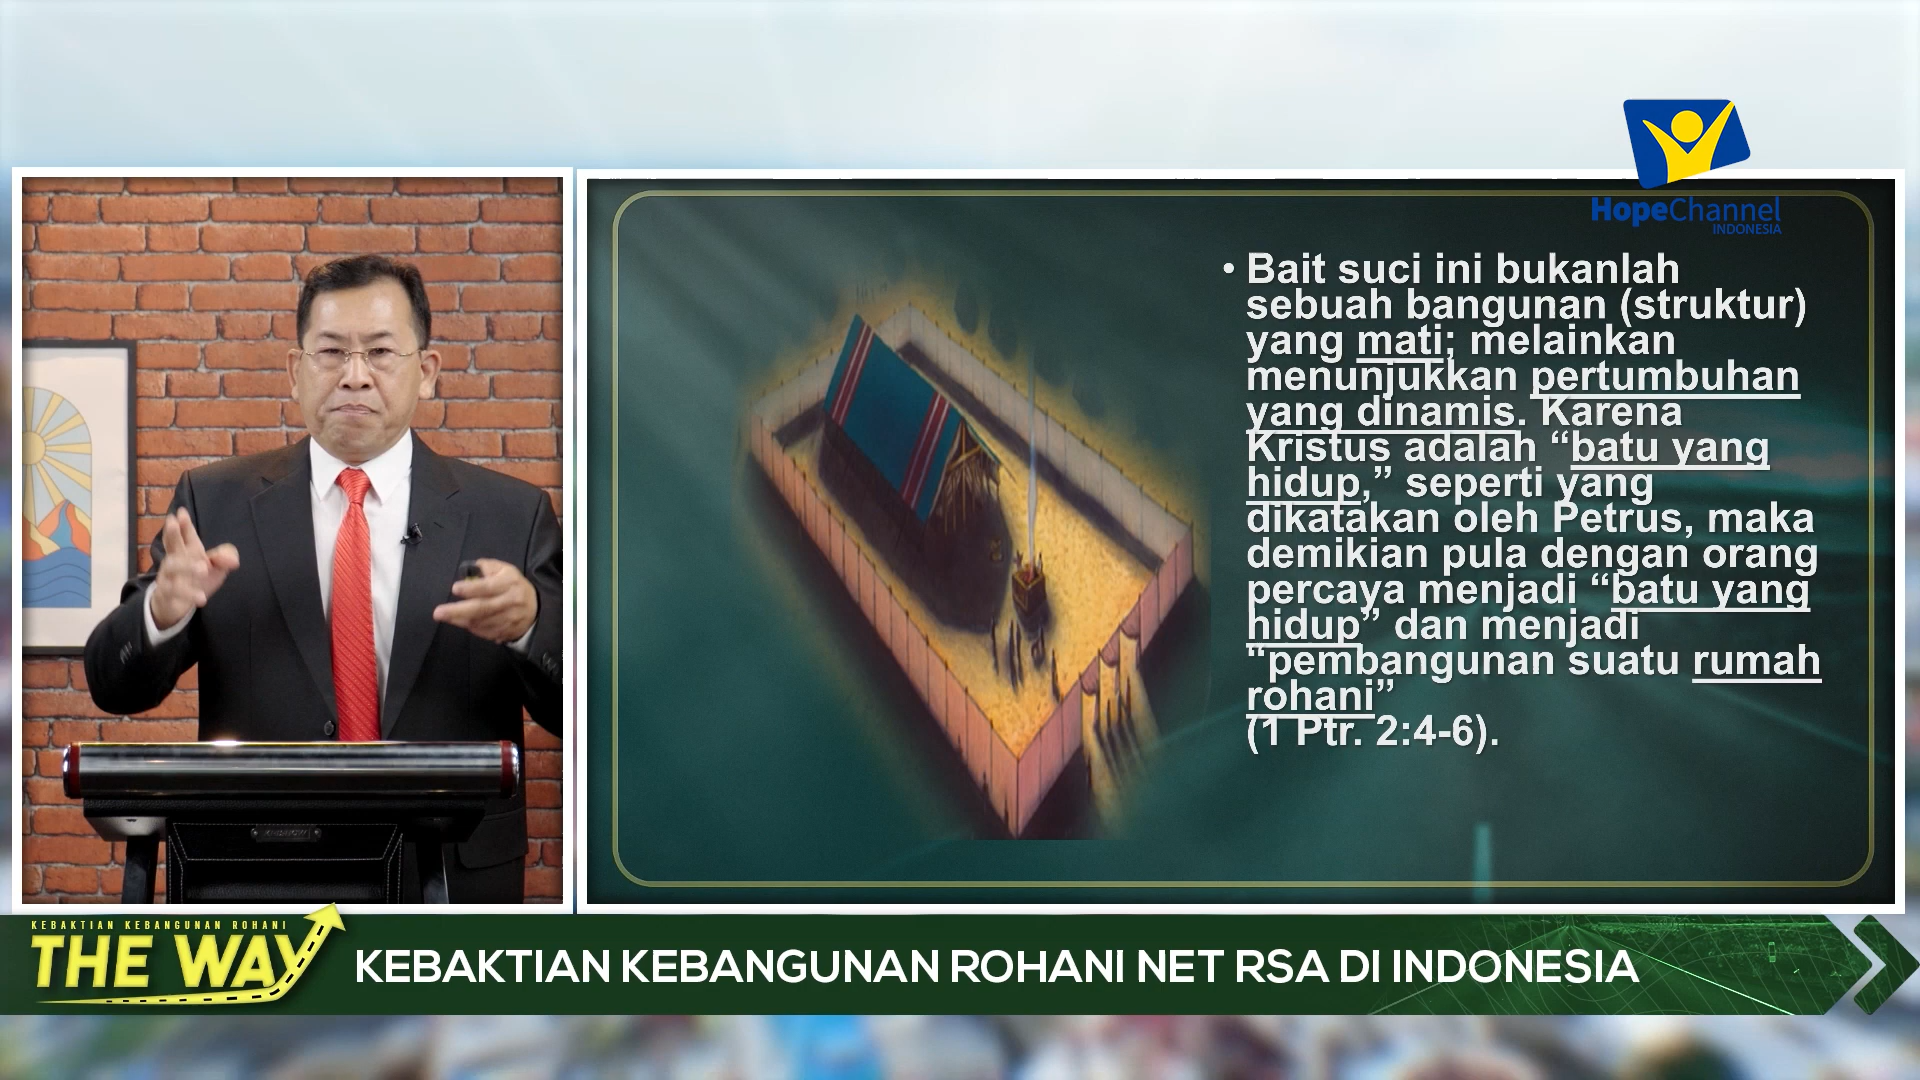 HopeChannel
INDONESIA
• Bait suci ini bukanlah
sebuah bangunan (struktur)
yang mati; melainkan
menunjukkan pertumbuhan
yang dinamis. Karena
Kristus adalah “batu yang
hidup,” seperti yang
dikatakan oleh Petrus, maka
demikian pula dengan orang
percaya menjadi “batu yang
hidup” dan menjadi
“pembangunan suatu rumah
rohani”
(1 Ptr. 2:4-6).
KEBAKTIAN KEBANGUNAN ROHANI
THE WAY
KEBAKTIAN KEBANGUNAN ROHANI NET RSA DI INDONESIA